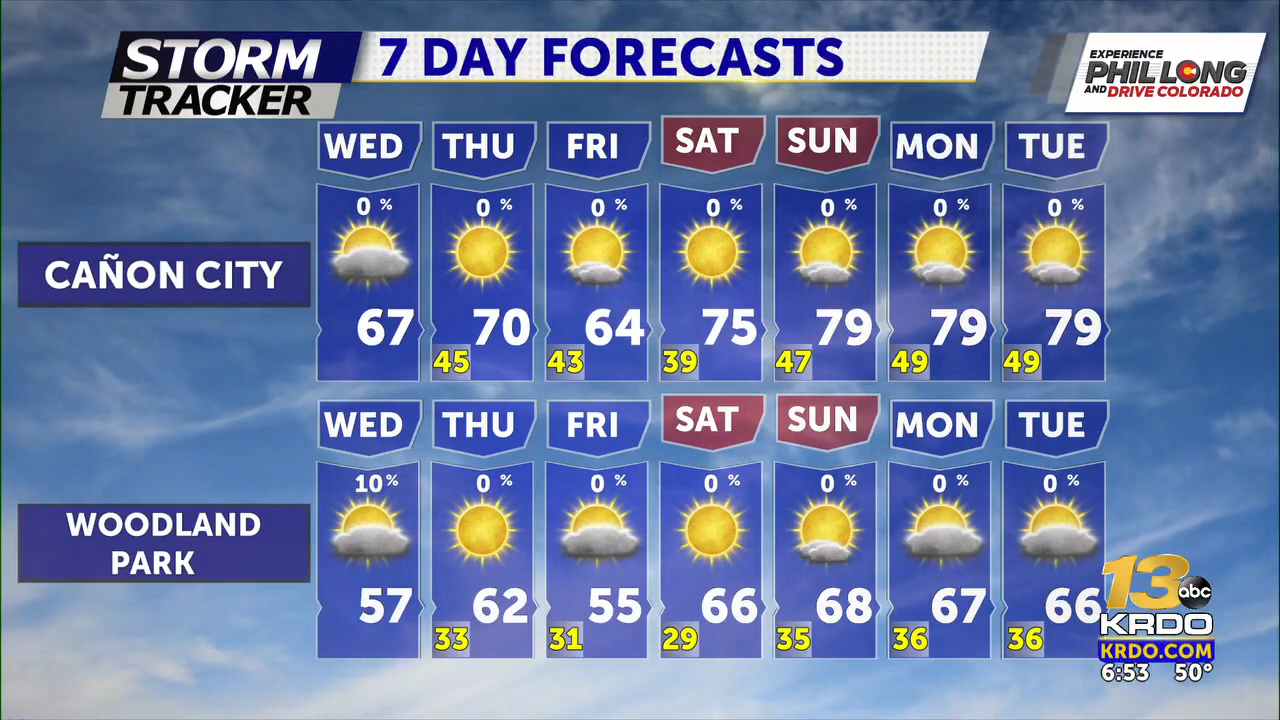 STORM TRACKER
7 DAY FORECASTS
EXPERIENCE
PHIL LONG
AND DRIVE COLORADO
WED THU FRI SAT SUN MON TUE
0 % 0 % 0 % 0 % 0 % 0 % 0 %
CAÑON CITY
67 70 64 75 79 79 79
45 43 39 47 49 49
WED THU FRI SAT SUN MON TUE
10 % 0 % 0 % 0 % 0 % 0 % 0 %
WOODLAND
PARK
57 62 55 66 68 67 66
33 31 29 35 36 36
13 abc
KRDO
KRDO.COM
6:53 50°